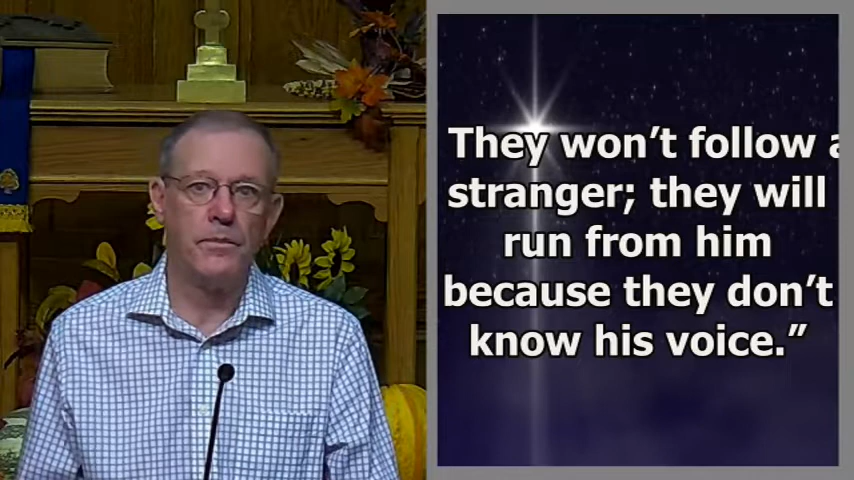 They won’t follow a
stranger; they will
run from him
because they don’t
know his voice.”